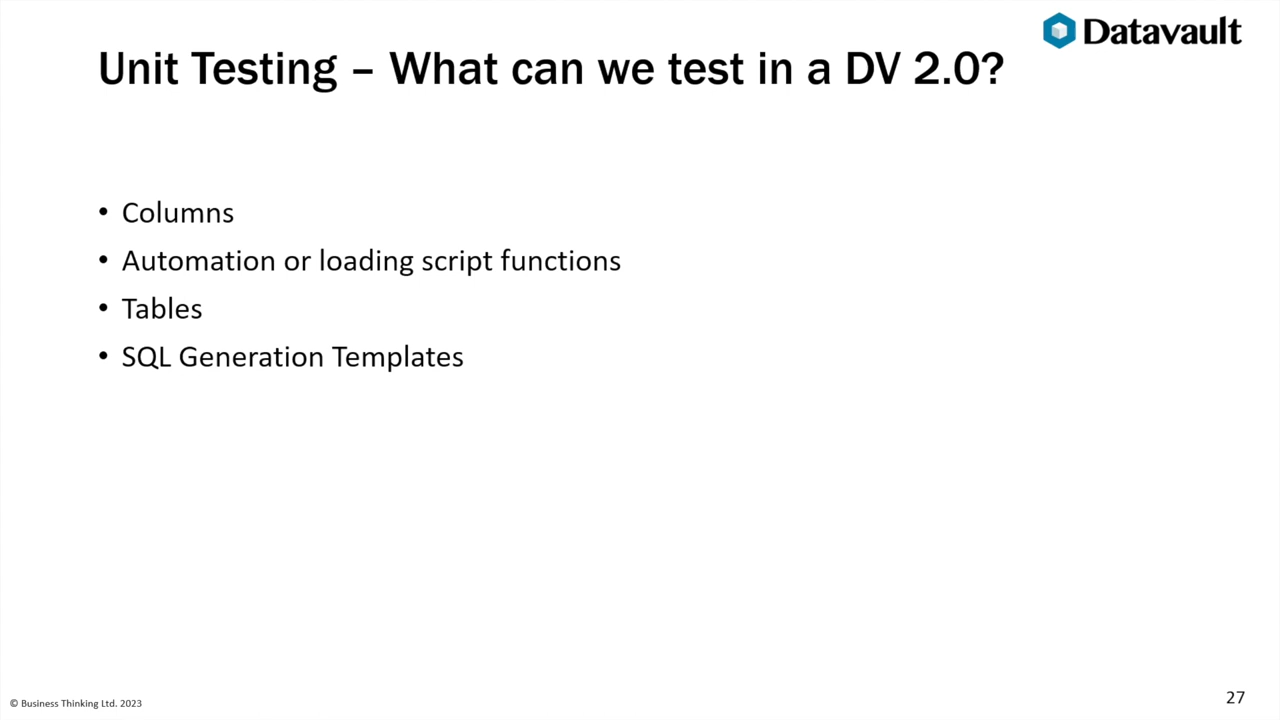 Datavault
Unit Testing – What can we test in a DV 2.0?
• Columns
• Automation or loading script functions
• Tables
• SQL Generation Templates
© Business Thinking Ltd. 2023
27